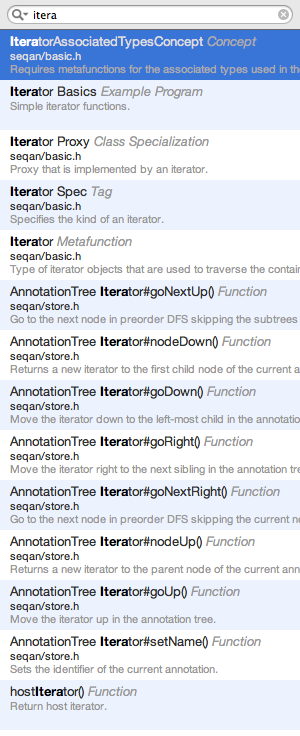 itera
IteratorAssociatedTypesConcept Concept
seqan/basic.h
Requires metafunctions for the associated types used in the
Iterator Basics Example Program
Simple iterator functions.
Iterator Proxy Class Specialization
seqan/basic.h
Proxy that is implemented by an iterator.
Iterator Spec Tag
seqan/basic.h
Specifies the kind of an iterator.
Iterator Metafunction
seqan/basic.h
Type of iterator objects that are used to traverse the contain
AnnotationTree Iterator#goNextUp() Function
seqan/store.h
Go to the next node in preorder DFS skipping the subtrees
AnnotationTree Iterator#nodeDown() Function
seqan/store.h
Returns a new iterator to the first child node of the current a
AnnotationTree Iterator#goDown() Function
seqan/store.h
Move the iterator down to the left-most child in the annotatio
AnnotationTree Iterator#goRight() Function
seqan/store.h
Move the iterator right to the next sibling in the annotation tre
AnnotationTree Iterator#goNextRight() Function
seqan/store.h
Go to the next node in preorder DFS skipping the current no
AnnotationTree Iterator#nodeUp() Function
seqan/store.h
Returns a new iterator to the parent node of the current ann
AnnotationTree Iterator#goUp() Function
seqan/store.h
Move the iterator up in the annotation tree.
AnnotationTree Iterator#setName() Function
seqan/store.h
Sets the identifier of the current annotation.
hostIterator() Function
Return host iterator.